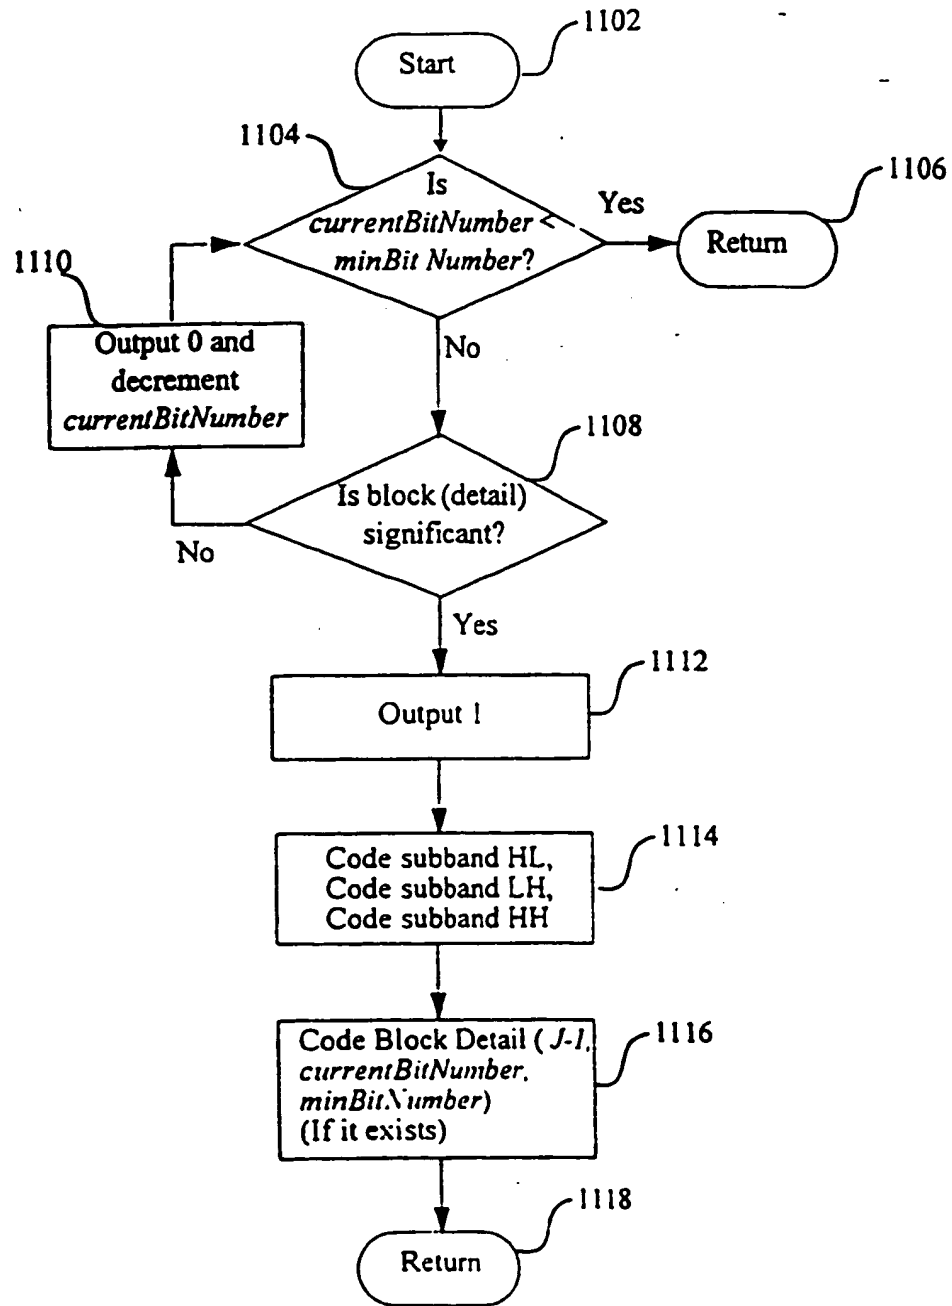 1102
Start
1104
Is
currentBitNumber <
minBit Number?
Yes
1106
Return
1110
Output 0 and
decrement
currentBitNumber
No
1108
Is block (detail)
significant?
No
Yes
1112
Output 1
1114
Code subband HL,
Code subband LH,
Code subband HH
1116
Code Block Detail ( J-1,
currentBitNumber,
minBitNumber)
(If it exists)
1118
Return